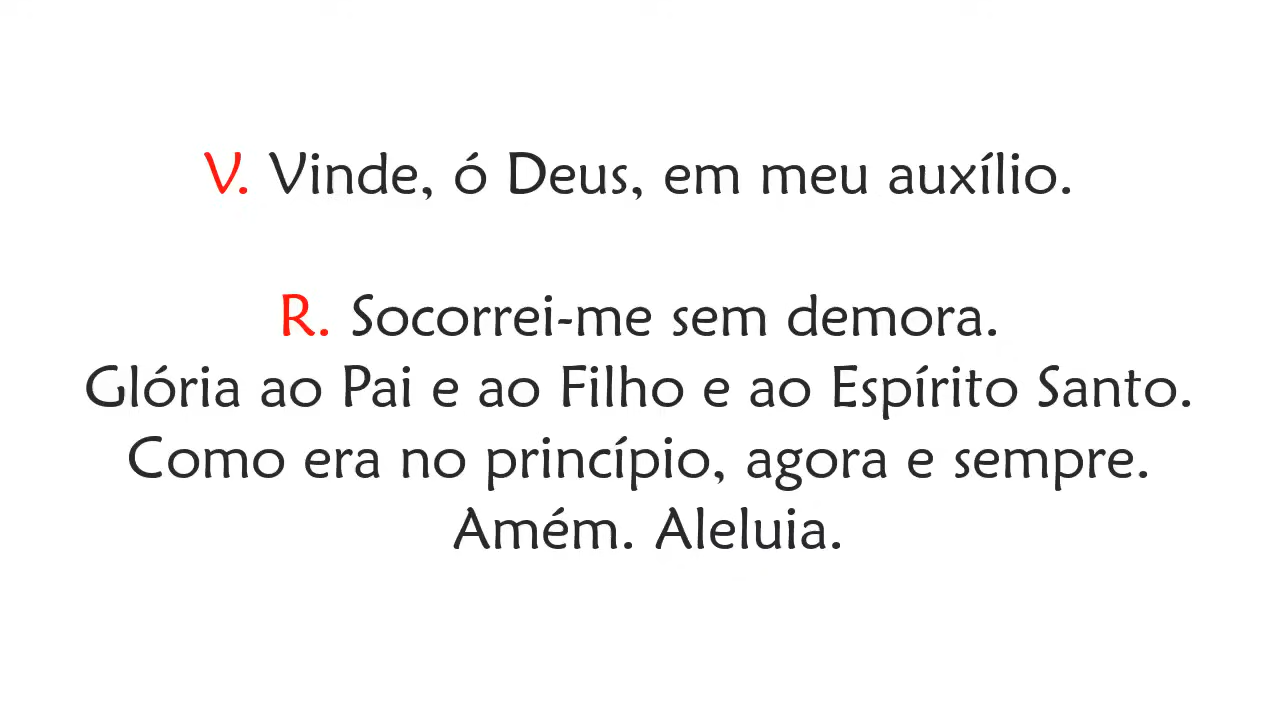 V. Vinde, ó Deus, em meu auxílio.
R. Socorrei-me sem demora.
Glória ao Pai e ao Filho e ao Espírito Santo.
Como era no princípio, agora e sempre.
Amém. Aleluia.